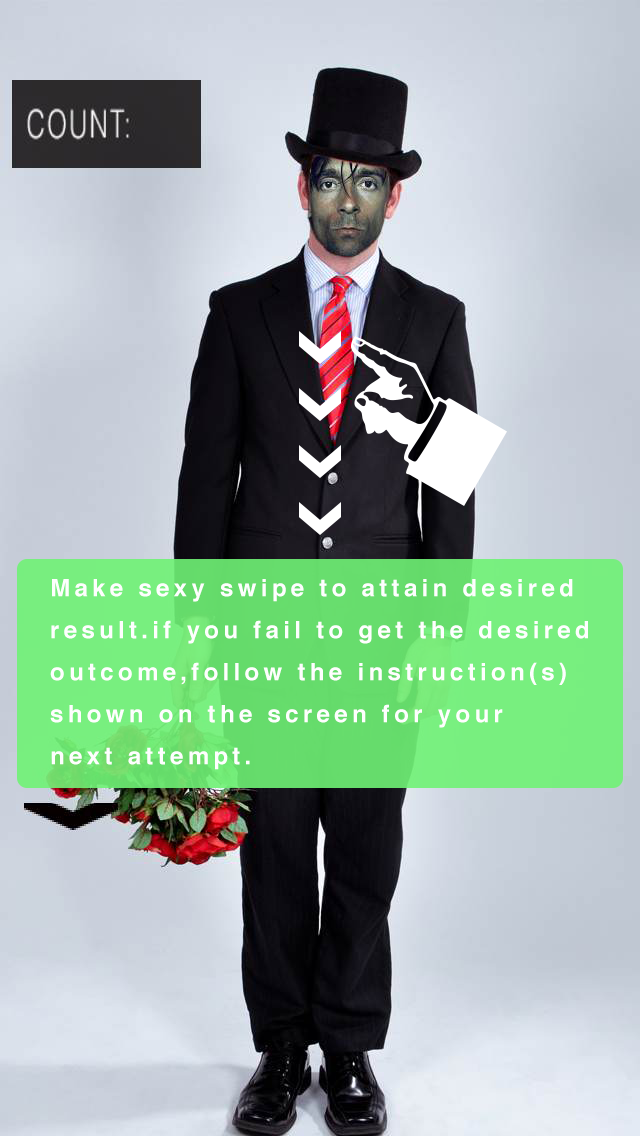 COUNT:
Make sexy swipe to attain desired
result.if you fail to get the desired
outcome,follow the instruction(s)
shown on the screen for your
next attempt.